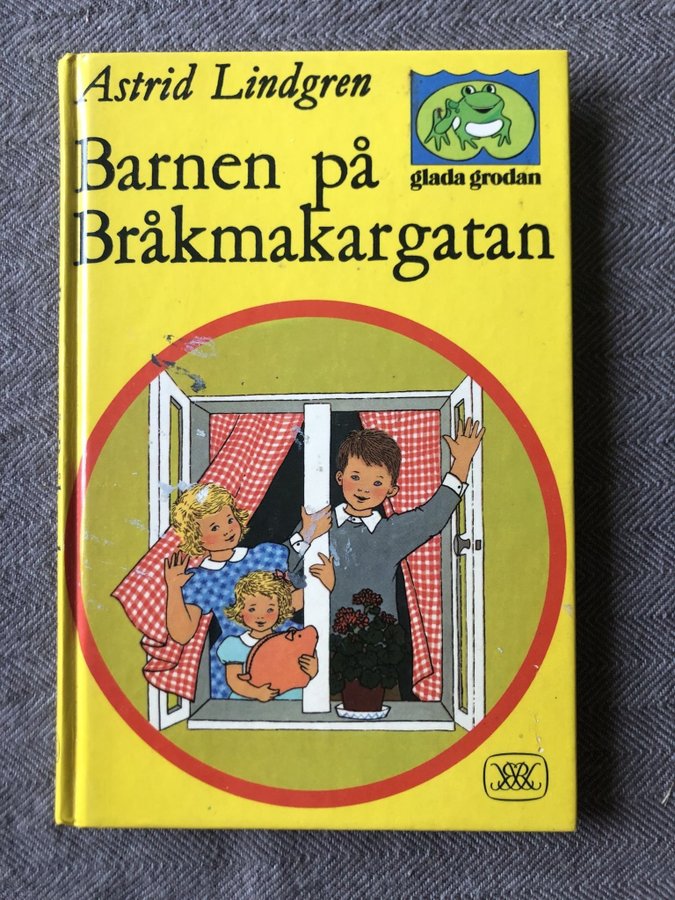 Astrid Lindgren
Barnen på
Bråkmakargatan
glada grodan